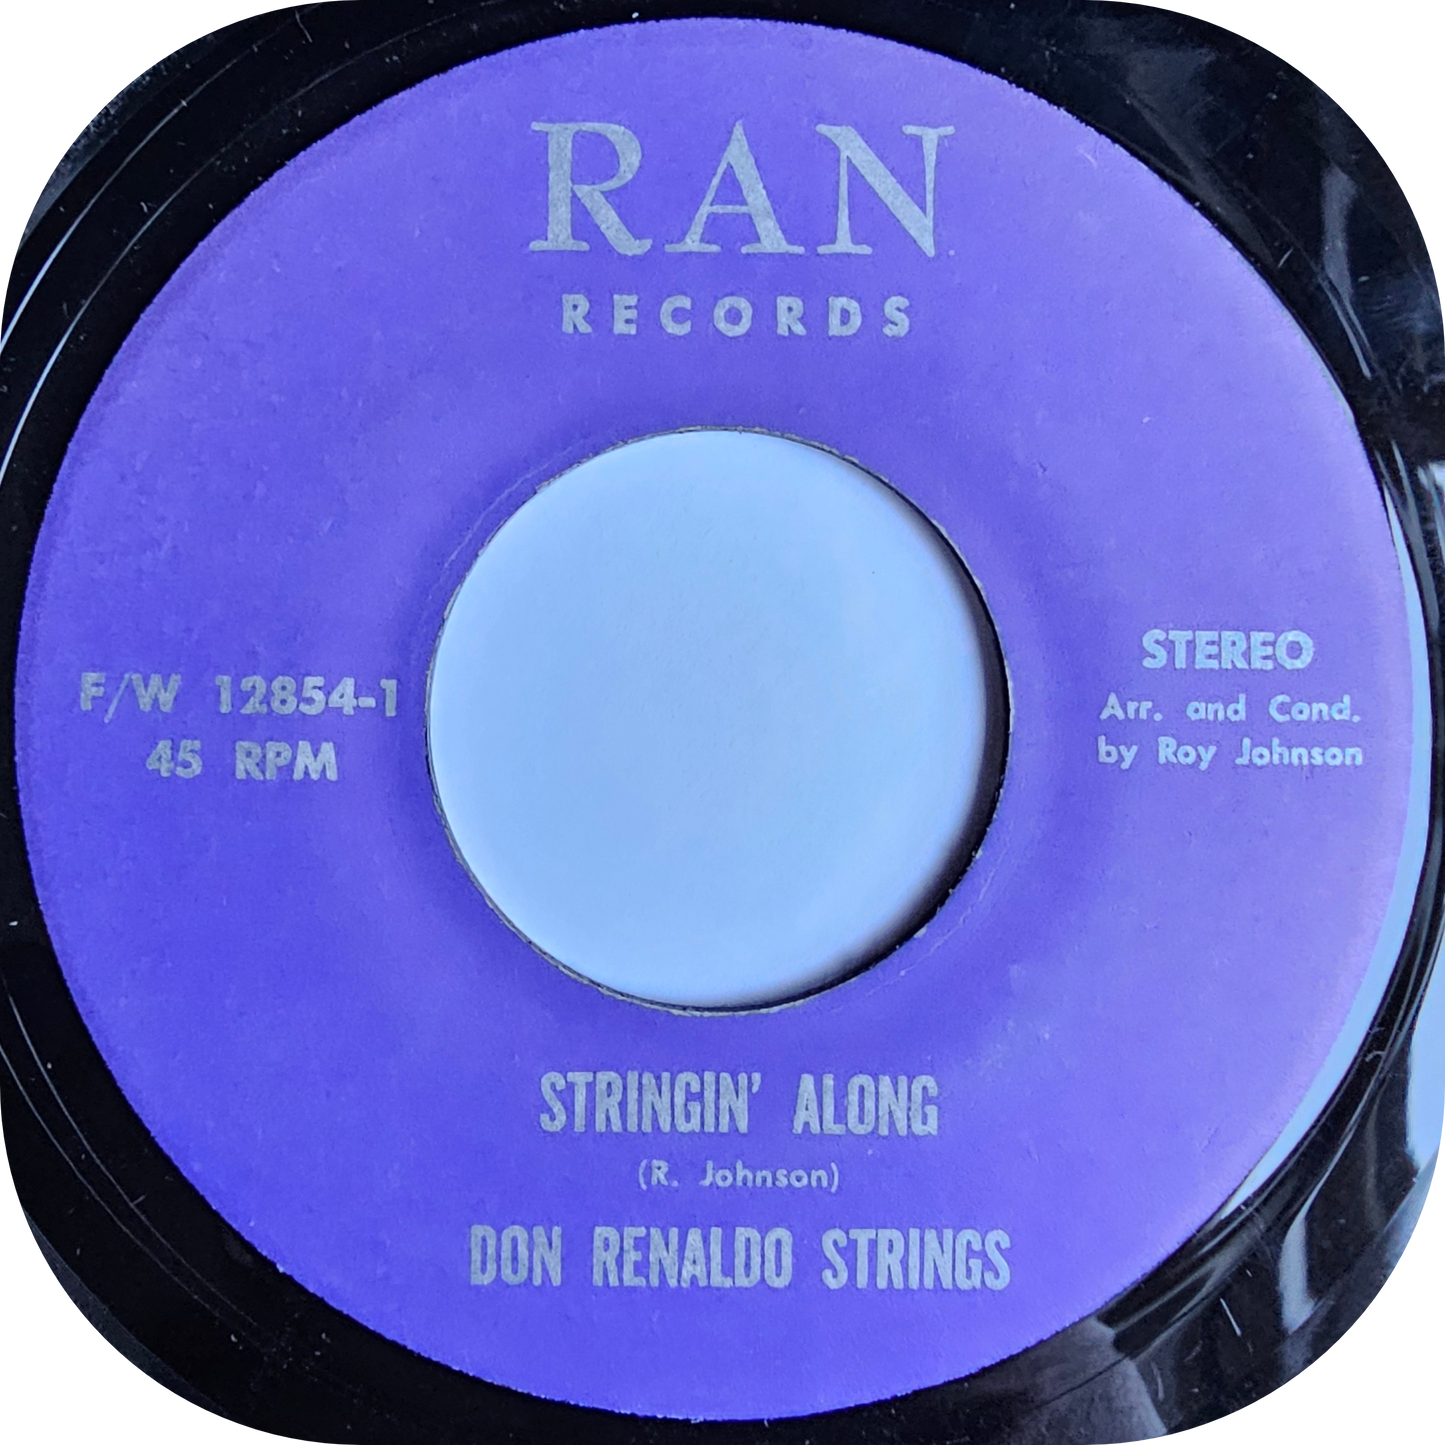 RAN
RECORDS
F/W 12854-1
45 RPM
STEREO
Arr. and Cond.
by Roy Johnson
STRINGIN' ALONG
(R. Johnson)
DON RENALDO STRINGS